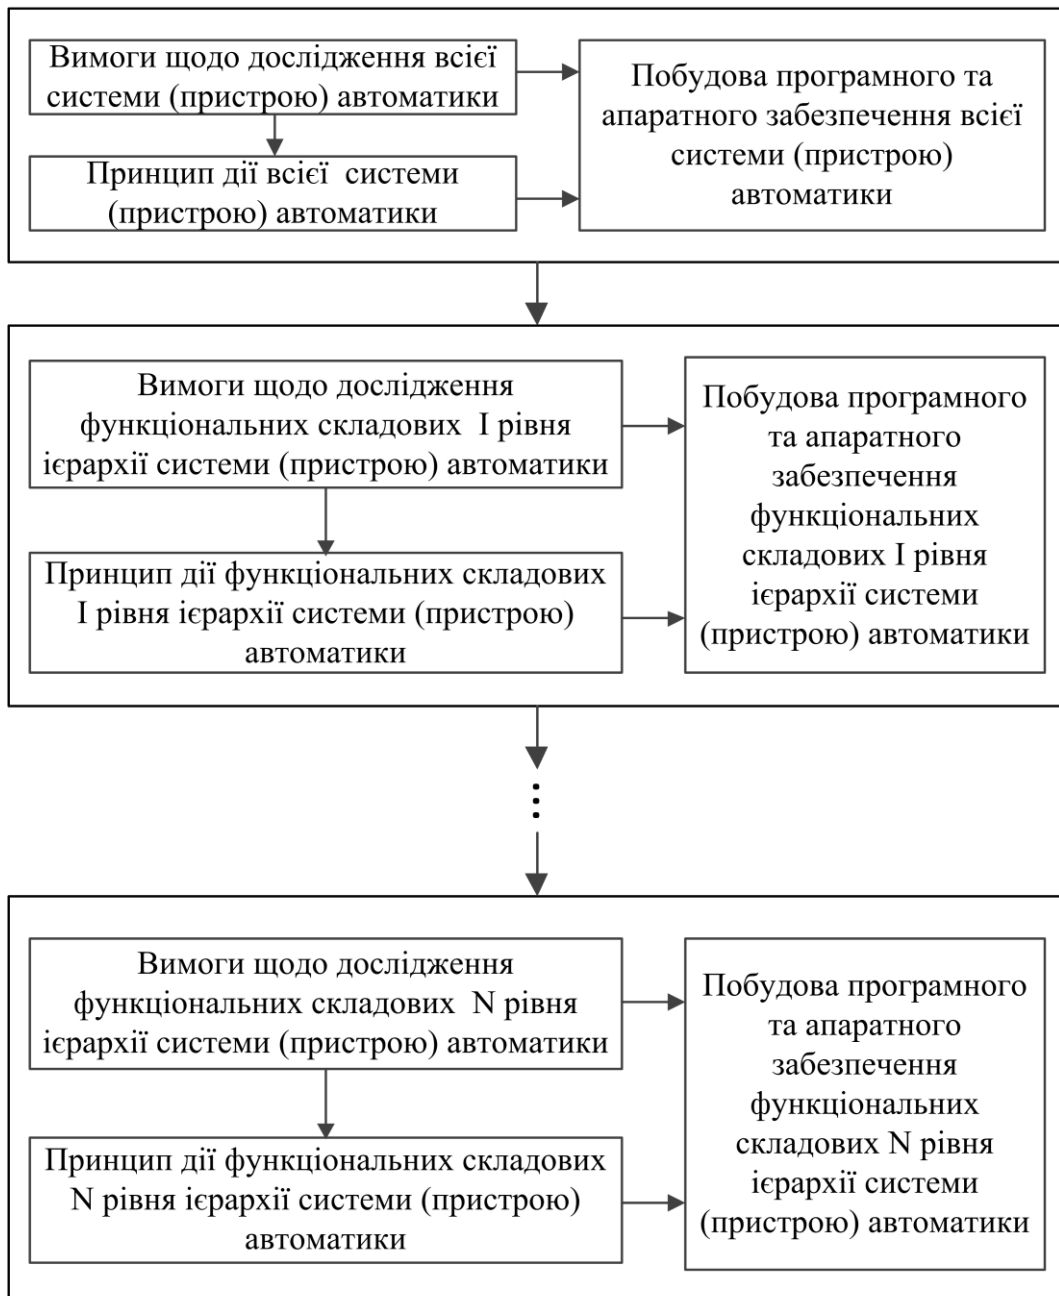 Вимоги щодо дослідження всієї
системи (пристрою) автоматики
Принцип дії всієї системи
(пристрою) автоматики
Побудова програмного та
апаратного забезпечення всієї
системи (пристрою)
автоматики
Вимоги щодо дослідження
функціональних складових І рівня
ієрархії системи (пристрою) автоматики
Принцип дії функціональних складових
І рівня ієрархії системи (пристрою)
автоматики
Побудова програмного
та апаратного
забезпечення
функціональних
складових І рівня
ієрархії системи
(пристрою) автоматики
Вимоги щодо дослідження
функціональних складових N рівня
ієрархії системи (пристрою) автоматики
Принцип дії функціональних складових
N рівня ієрархії системи (пристрою)
автоматики
Побудова програмного
та апаратного
забезпечення
функціональних
складових N рівня
ієрархії системи
(пристрою) автоматики